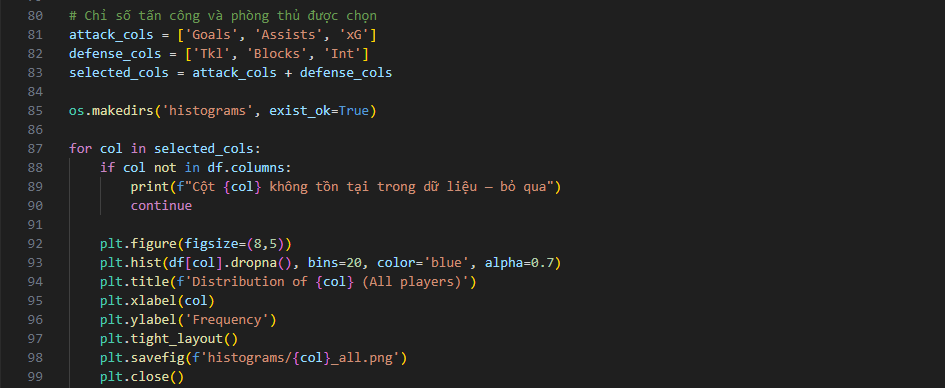 80 # Chỉ số tấn công và phòng thủ được chọn
81 attack_cols = ['Goals', 'Assists', 'xG']
82 defense_cols = ['Tkl', 'Blocks', 'Int']
83 selected_cols = attack_cols + defense_cols
84
85 os.makedirs('histograms', exist_ok=True)
86
87 for col in selected_cols:
88     if col not in df.columns:
89         print(f"Cột {col} không tồn tại trong dữ liệu – bỏ qua")
90         continue
91
92     plt.figure(figsize=(8,5))
93     plt.hist(df[col].dropna(), bins=20, color='blue', alpha=0.7)
94     plt.title(f'Distribution of {col} (All players)')
95     plt.xlabel(col)
96     plt.ylabel('Frequency')
97     plt.tight_layout()
98     plt.savefig(f'histograms/{col}_all.png')
99     plt.close()